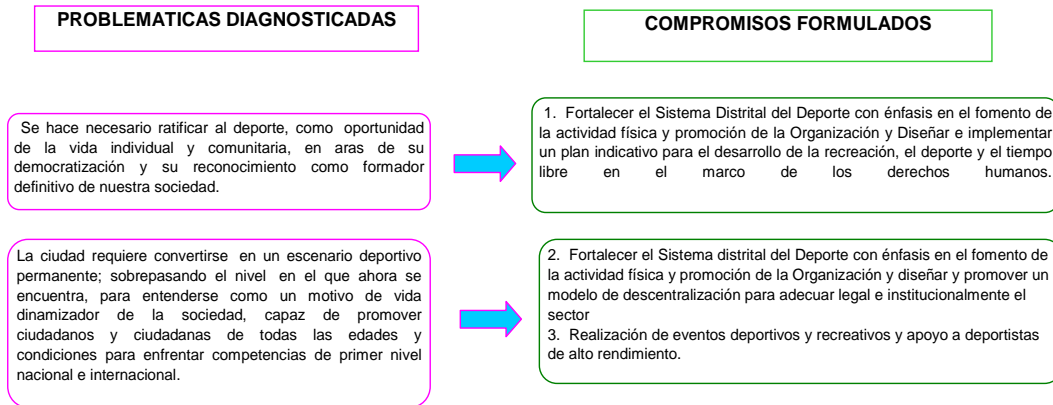 PROBLEMATICAS DIAGNOSTICADAS
COMPROMISOS FORMULADOS
Se hace necesario ratificar al deporte, como oportunidad
de la vida individual y comunitaria, en aras de su
democratización y su reconocimiento como formador
definitivo de nuestra sociedad.
1. Fortalecer el Sistema Distrital del Deporte con énfasis en el fomento de
la actividad física y promoción de la Organización y Diseñar e implementar
un plan indicativo para el desarrollo de la recreación, el deporte y el tiempo
libre en el marco de los derechos humanos.
La ciudad requiere convertirse en un escenario deportivo
permanente; sobrepasando el nivel en el que ahora se
encuentra, para entenderse como un motivo de vida
dinamizador de la sociedad, capaz de promover
ciudadanos y ciudadanas de todas las edades y
condiciones para enfrentar competencias de primer nivel
nacional e internacional.
2. Fortalecer el Sistema distrital del Deporte con énfasis en el fomento de
la actividad física y promoción de la Organización y diseñar y promover un
modelo de descentralización para adecuar legal e institucionalmente el
sector
3. Realización de eventos deportivos y recreativos y apoyo a deportistas
de alto rendimiento.